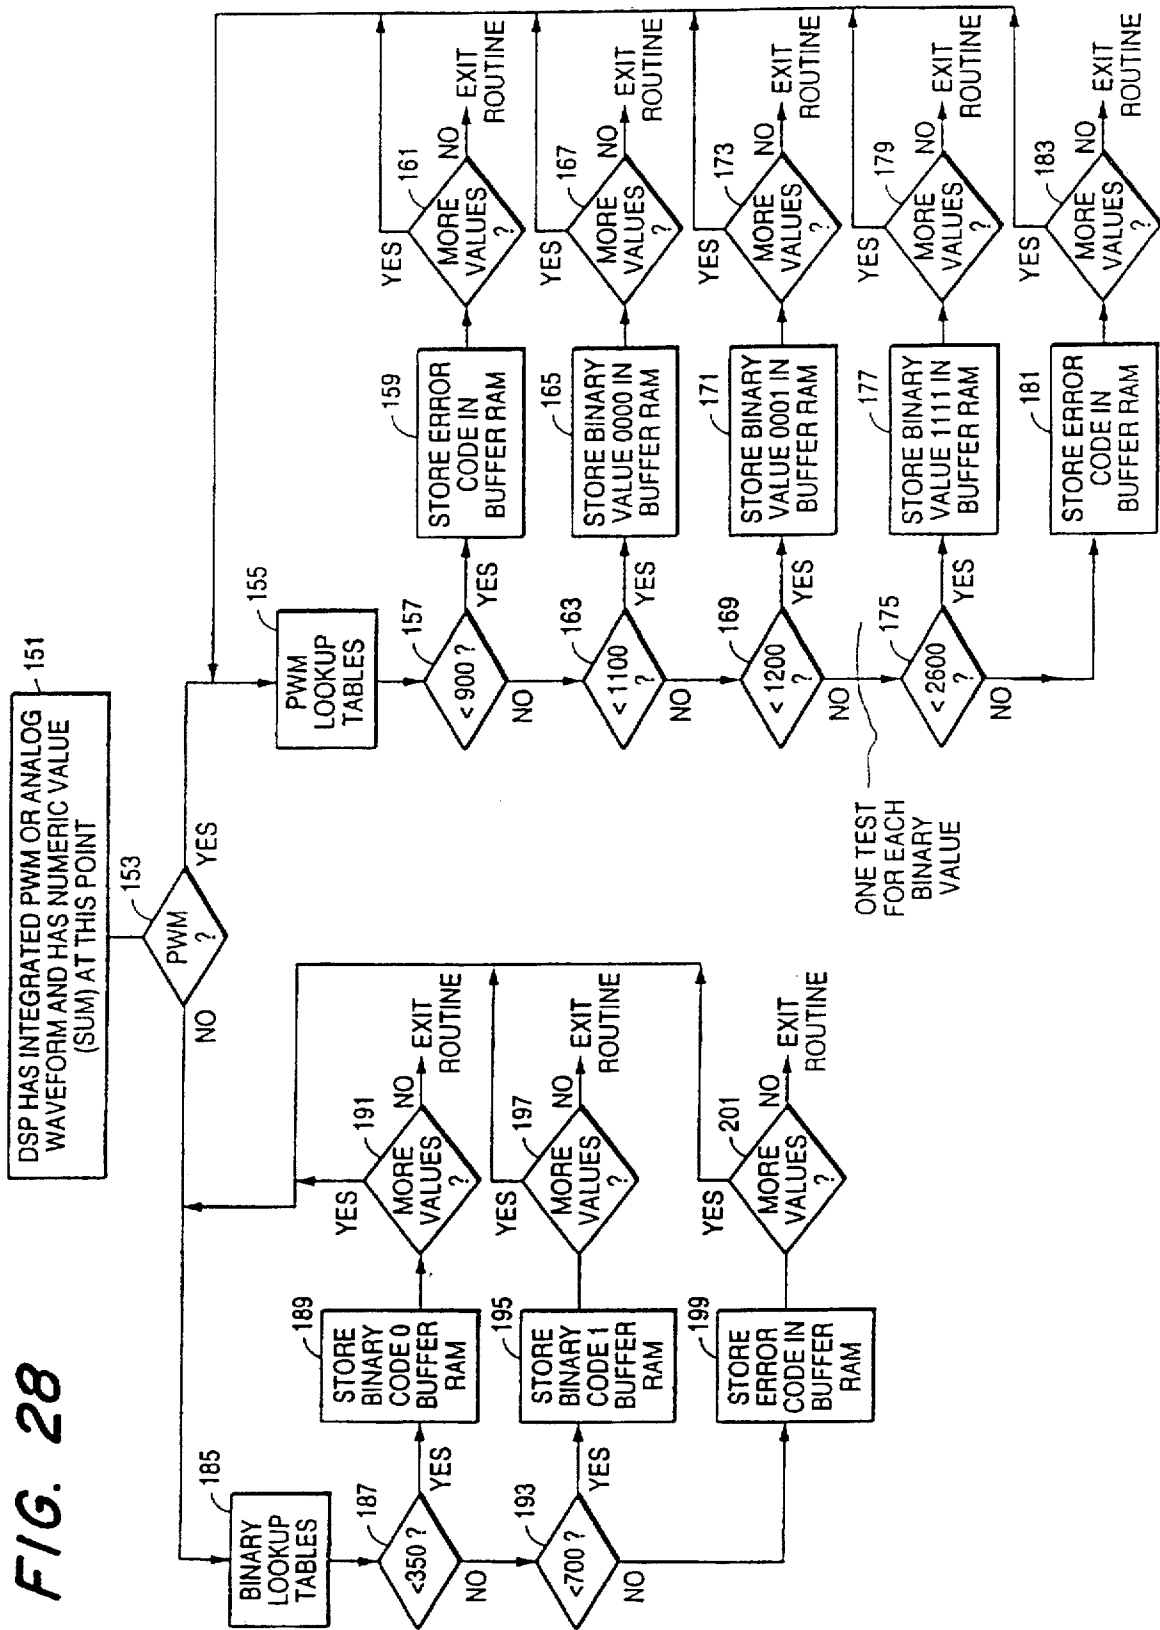 FIG. 28
DSP HAS INTEGRATED PWM OR ANALOG
WAVEFORM AND HAS NUMERIC VALUE
(SUM) AT THIS POINT
151
153
PWM
?
NO
YES
185
BINARY
LOOKUP
TABLES
187
<350 ?
YES
NO
189
STORE
BINARY
CODE 0
BUFFER
RAM
191
MORE
VALUES
?
YES
NO
EXIT
ROUTINE
193
<700 ?
YES
NO
195
STORE
BINARY
CODE 1
BUFFER
RAM
197
MORE
VALUES
?
YES
NO
EXIT
ROUTINE
199
STORE
ERROR
CODE IN
BUFFER
RAM
201
MORE
VALUES
?
YES
NO
EXIT
ROUTINE
155
PWM
LOOKUP
TABLES
157
< 900 ?
YES
NO
159
STORE ERROR
CODE IN
BUFFER RAM
161
MORE
VALUES
?
YES
NO
EXIT
ROUTINE
163
< 1100
?
YES
NO
165
STORE BINARY
VALUE 0000 IN
BUFFER RAM
167
MORE
VALUES
?
YES
NO
EXIT
ROUTINE
169
< 1200
?
YES
NO
171
STORE BINARY
VALUE 0001 IN
BUFFER RAM
173
MORE
VALUES
?
YES
NO
EXIT
ROUTINE
ONE TEST
FOR EACH
BINARY
VALUE
175
< 2600
?
YES
NO
177
STORE BINARY
VALUE 1111 IN
BUFFER RAM
179
MORE
VALUES
?
YES
NO
EXIT
ROUTINE
181
STORE ERROR
CODE IN
BUFFER RAM
183
MORE
VALUES
?
YES
NO
EXIT
ROUTINE